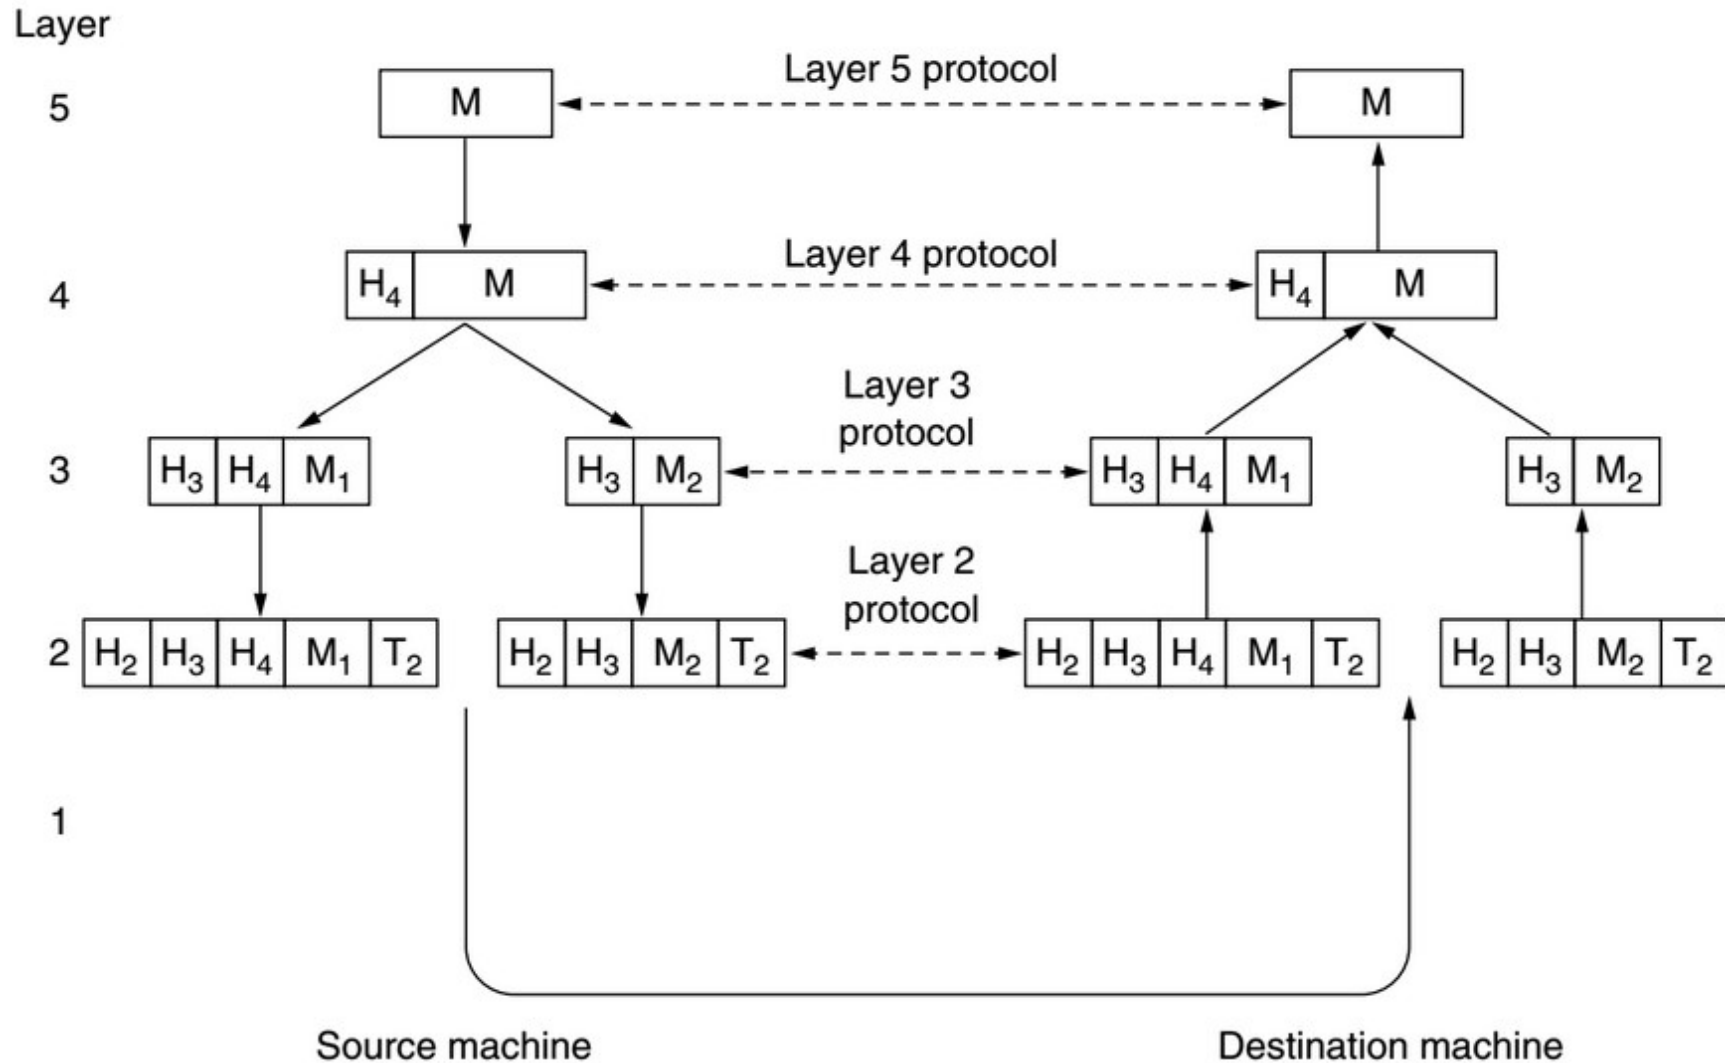 Layer
5 M Layer 5 protocol M
4 H₄ M Layer 4 protocol H₄ M
Layer 3
protocol
3 H₃ H₄ M₁ H₃ M₂ H₃ H₄ M₁ H₃ M₂
Layer 2
protocol
2 H₂ H₃ H₄ M₁ T₂ H₂ H₃ M₂ T₂ H₂ H₃ H₄ M₁ T₂ H₂ H₃ M₂ T₂
1
Source machine Destination machine